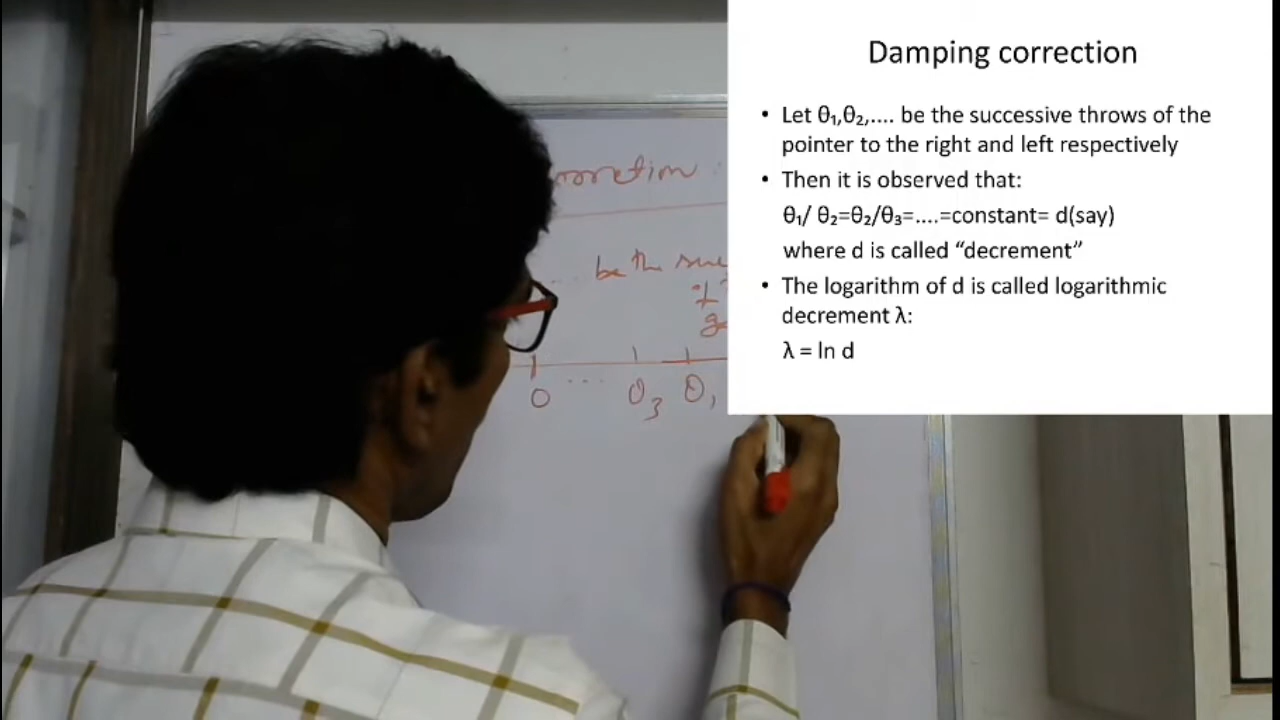 Damping correction
• Let θ₁,θ₂,.... be the successive throws of the
pointer to the right and left respectively
• Then it is observed that:
θ₁/ θ₂=θ₂/θ₃=....=constant= d(say)
where d is called “decrement”
• The logarithm of d is called logarithmic
decrement λ:
λ = ln d
.... be the
0 .... θ₃ θ₁